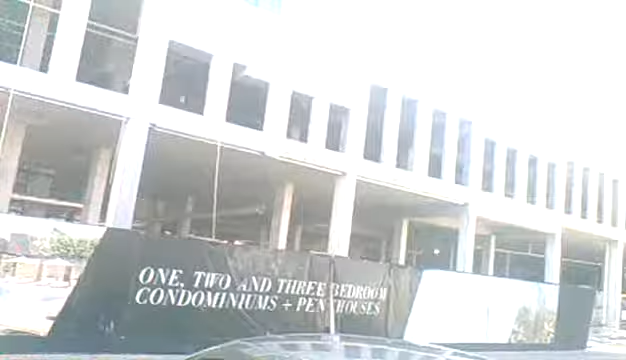 ONE, TWO AND THREE BEDROOM
CONDOMINIUMS + PENTHOUSES